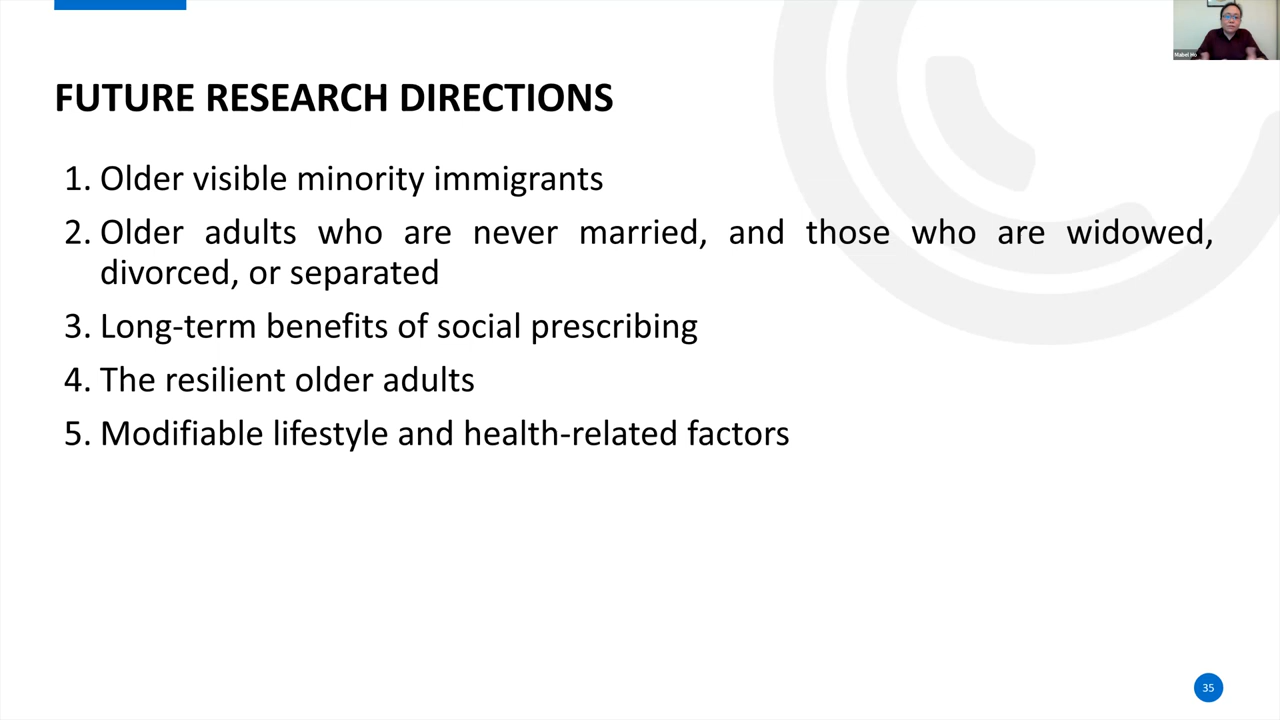 Mabel Ho
FUTURE RESEARCH DIRECTIONS
1. Older visible minority immigrants
2. Older adults who are never married, and those who are widowed,
divorced, or separated
3. Long-term benefits of social prescribing
4. The resilient older adults
5. Modifiable lifestyle and health-related factors
35